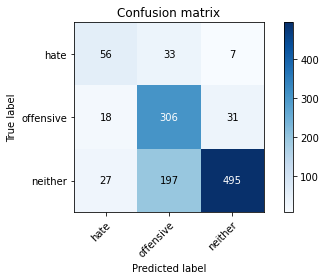 Confusion matrix
hate 56 33 7
offensive 18 306 31
neither 27 197 495
hate offensive neither
True label
Predicted label
400
300
200
100